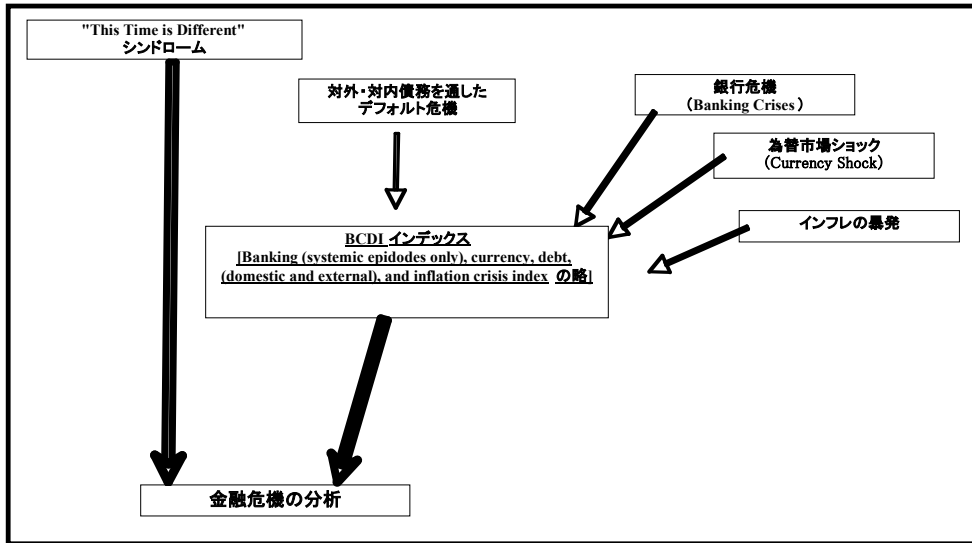 "This Time is Different"
シンドローム
対外・対内債務を通した
デフォルト危機
銀行危機
（Banking Crises）
為替市場ショック
（Currency Shock）
インフレの暴発
BCDI インデックス
[Banking (systemic epidodes only), currency, debt,
(domestic and external), and inflation crisis index の略]
金融危機の分析